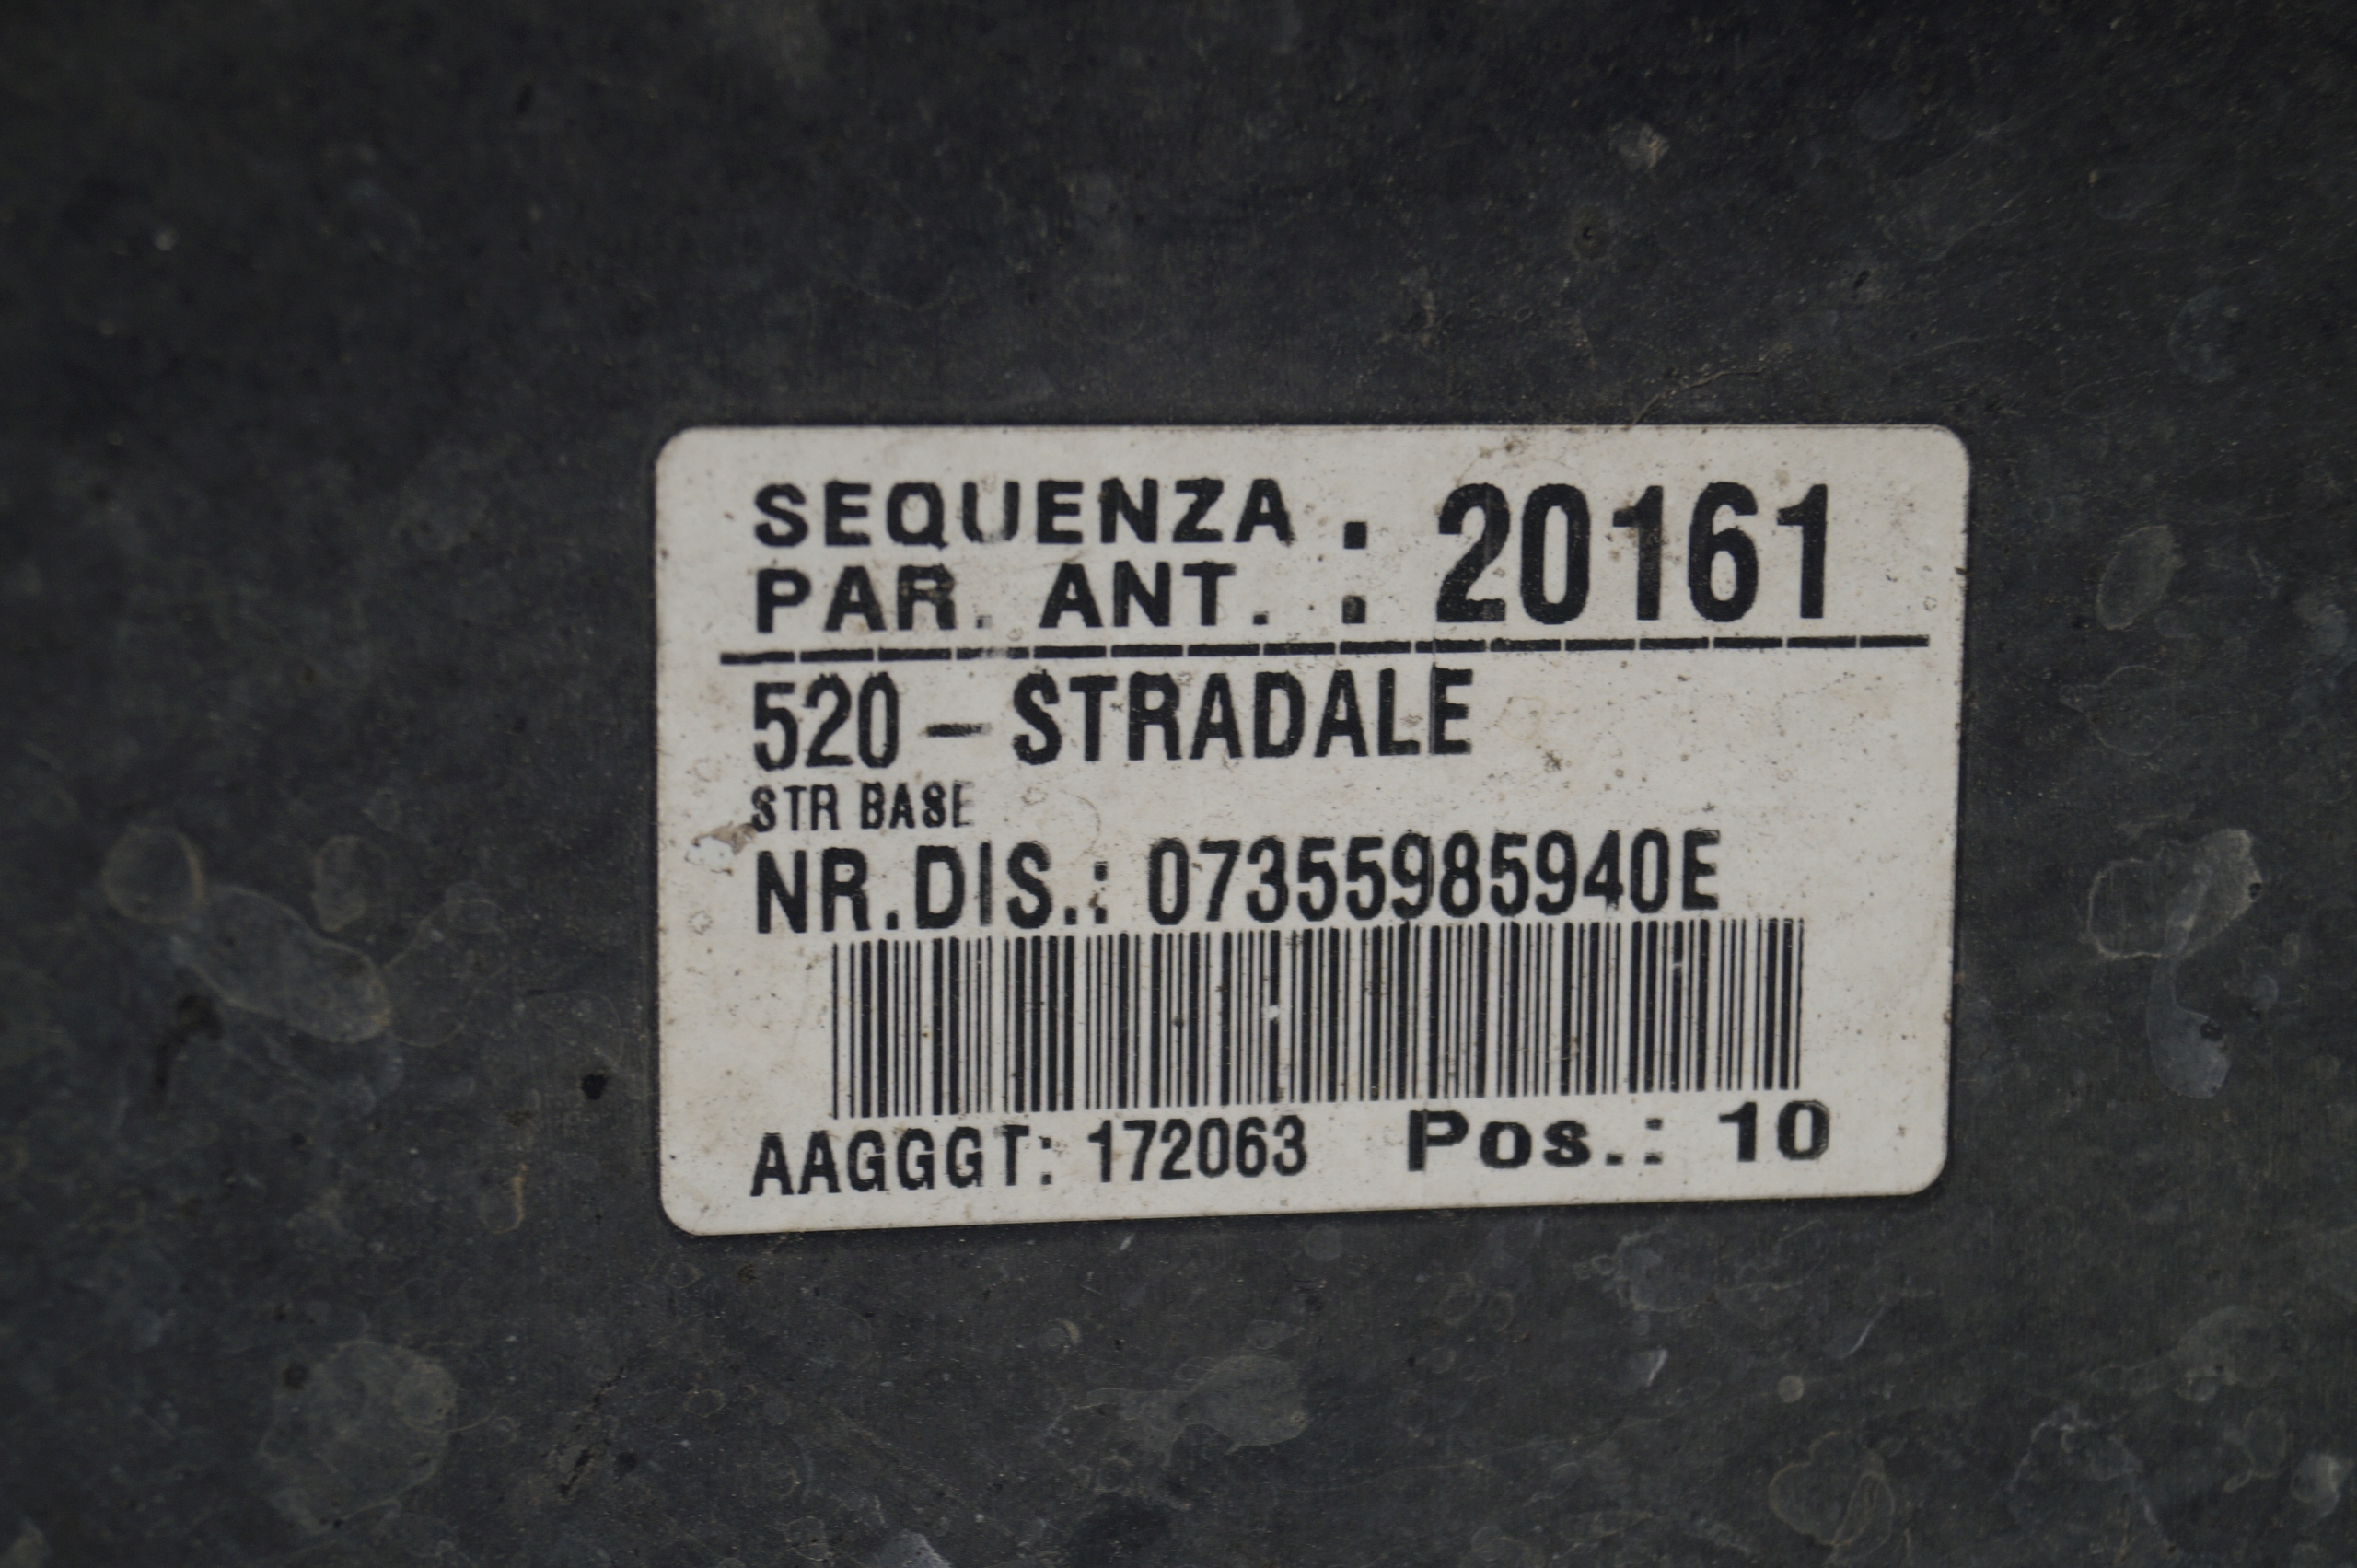 SEQUENZA : 20161
PAR. ANT. :
520 - STRADALE
STR BASE
NR.DIS.: 07355985940E
AAGGGT: 172063 Pos.: 10